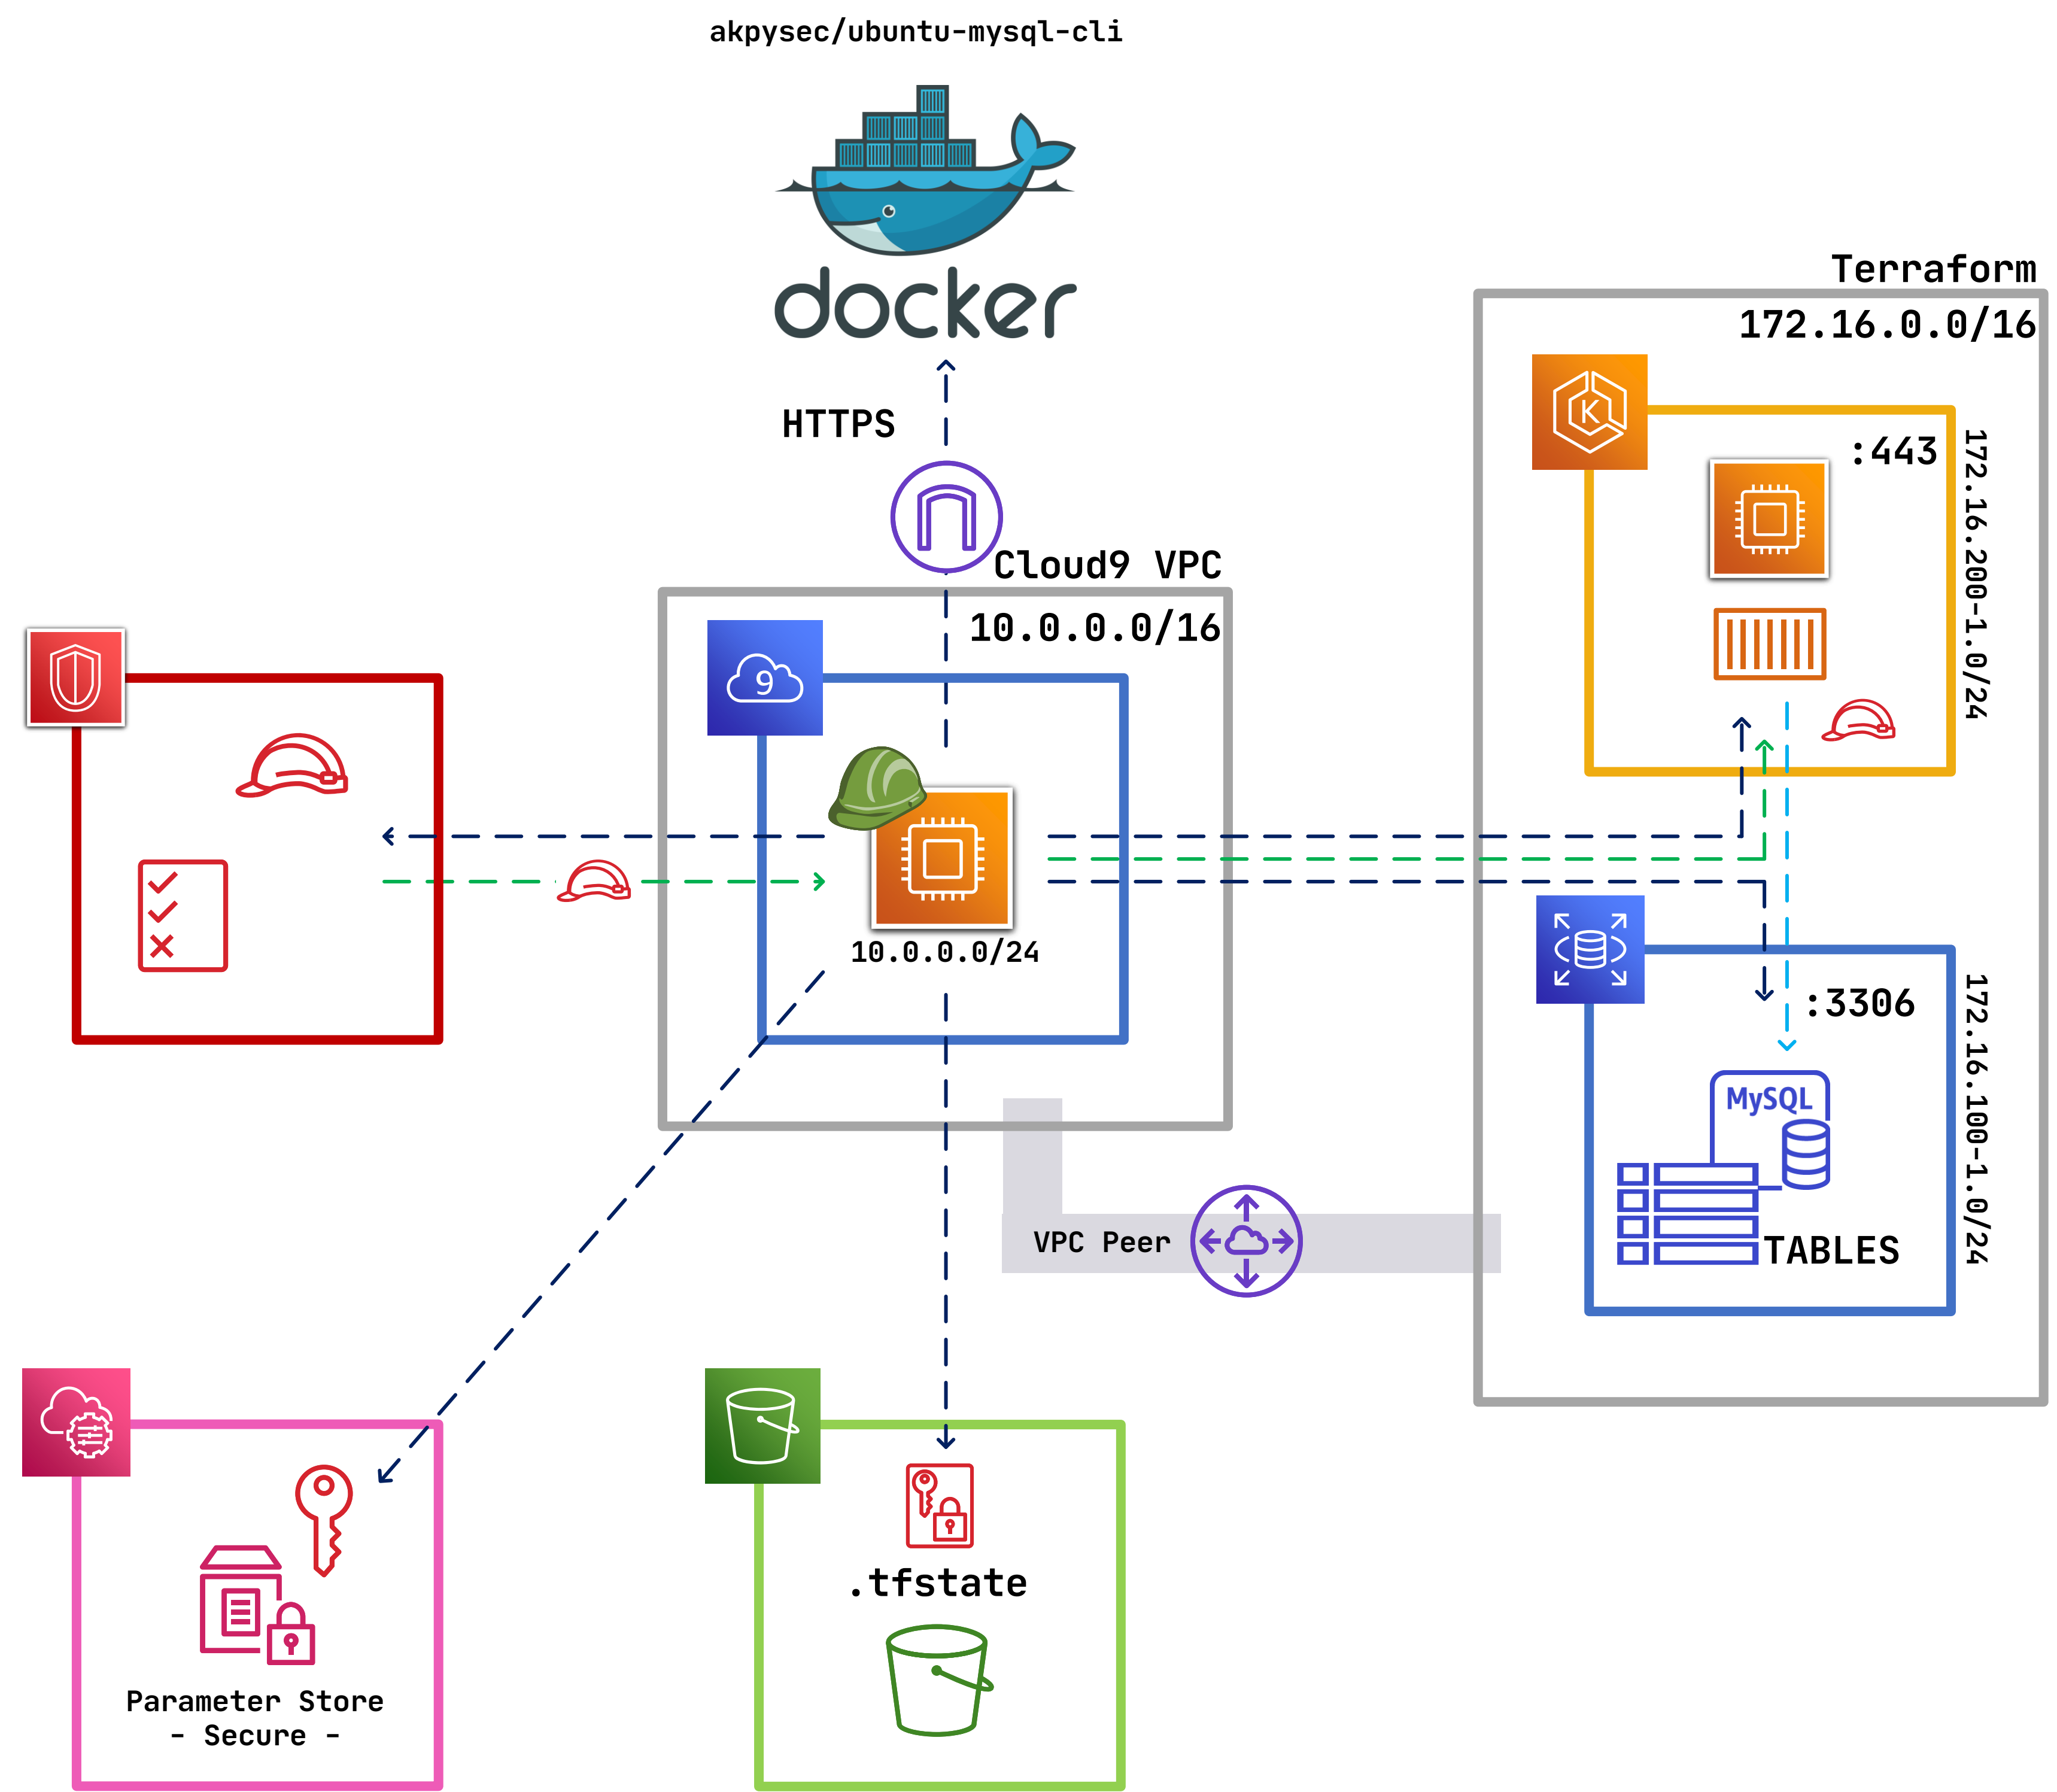 akpysec/ubuntu-mysql-cli
docker
HTTPS
Terraform
172.16.0.0/16
K
:443
172.16.200-1.0/24
Cloud9 VPC
10.0.0.0/16
9
10.0.0.0/24
:3306
172.16.100-1.0/24
MySQL
TABLES
VPC Peer
.tfstate
Parameter Store
- Secure -